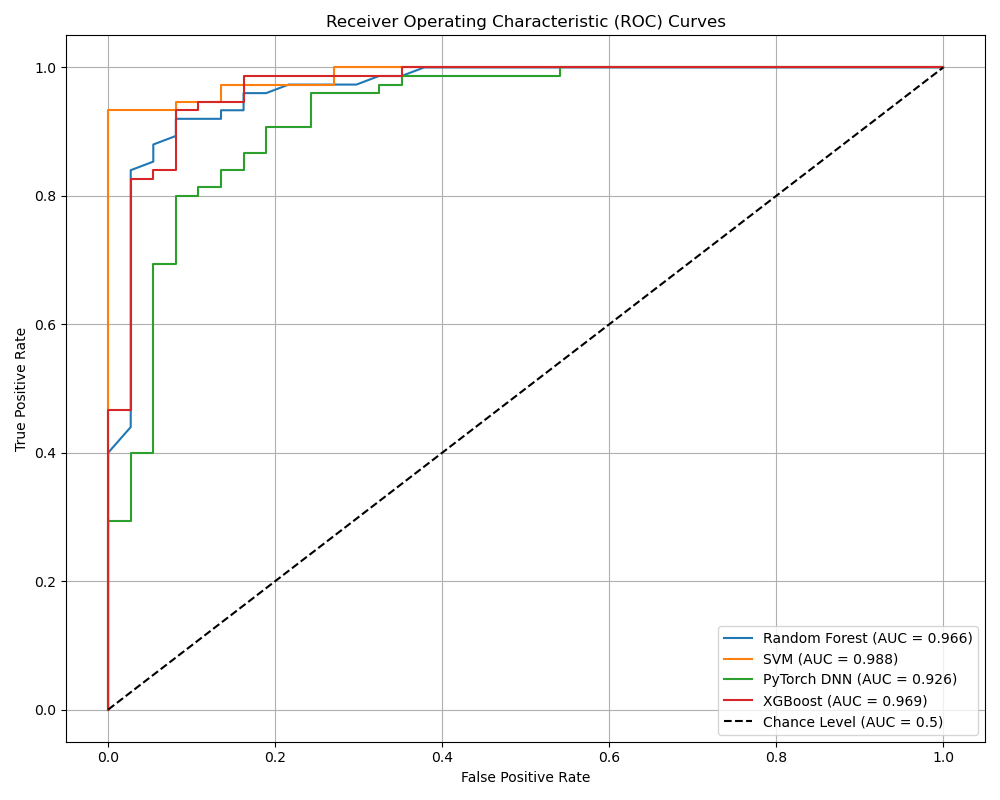 Receiver Operating Characteristic (ROC) Curves
True Positive Rate
1.0
0.8
0.6
0.4
0.2
0.0
Random Forest (AUC = 0.966)
SVM (AUC = 0.988)
PyTorch DNN (AUC = 0.926)
XGBoost (AUC = 0.969)
Chance Level (AUC = 0.5)
0.0 0.2 0.4 0.6 0.8 1.0
False Positive Rate